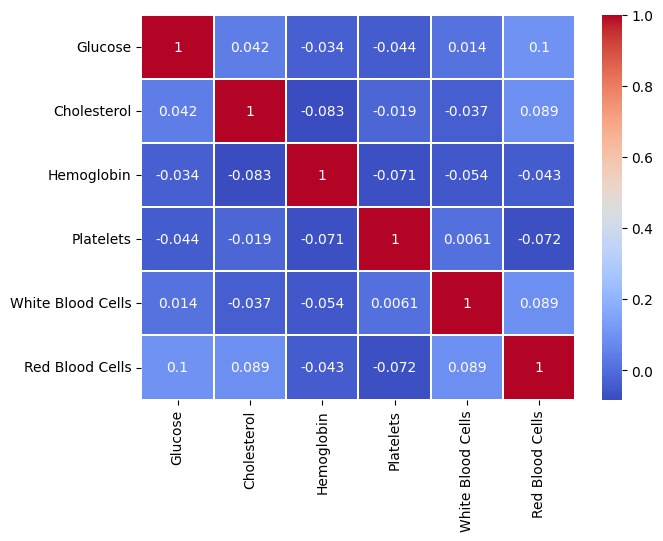 Glucose 1 0.042 -0.034 -0.044 0.014 0.1
Cholesterol 0.042 1 -0.083 -0.019 -0.037 0.089
Hemoglobin -0.034 -0.083 1 -0.071 -0.054 -0.043
Platelets -0.044 -0.019 -0.071 1 0.0061 -0.072
White Blood Cells 0.014 -0.037 -0.054 0.0061 1 0.089
Red Blood Cells 0.1 0.089 -0.043 -0.072 0.089 1
Glucose
Cholesterol
Hemoglobin
Platelets
White Blood Cells
Red Blood Cells
1.0
0.8
0.6
0.4
0.2
0.0